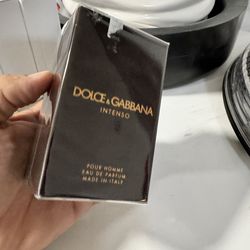 DOLCE & GABBANA
INTENSO
POUR HOMME
EAU DE PARFUM
MADE IN ITALY